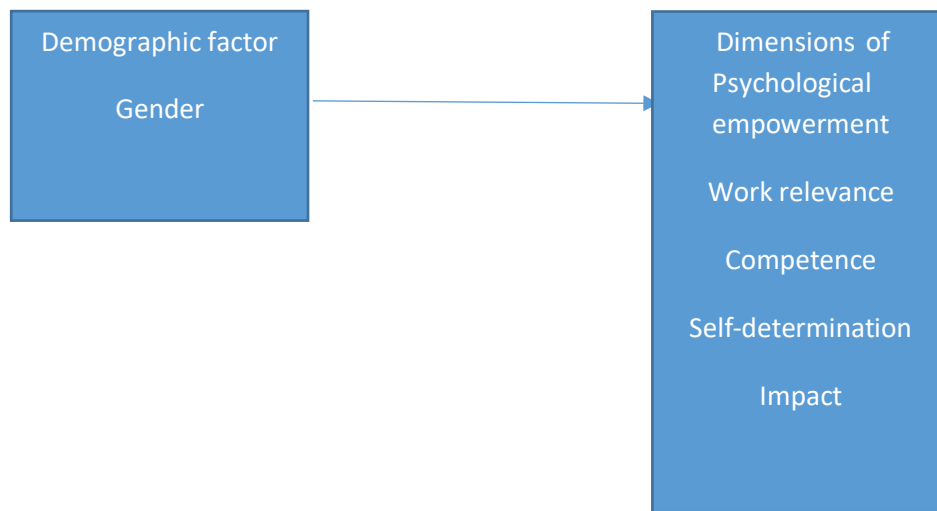 Demographic factor
Gender
Dimensions of
Psychological
empowerment
Work relevance
Competence
Self-determination
Impact